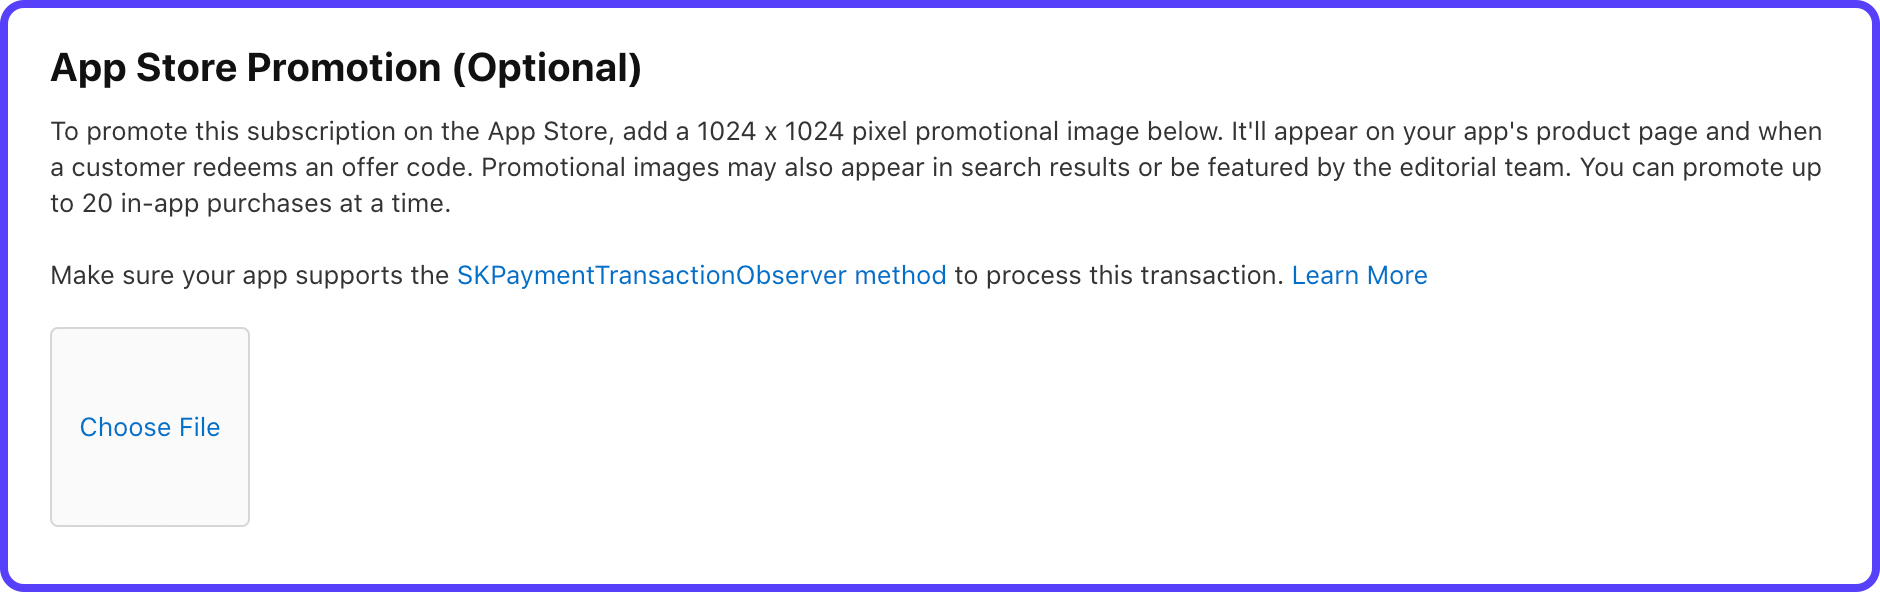 App Store Promotion (Optional)
To promote this subscription on the App Store, add a 1024 x 1024 pixel promotional image below. It'll appear on your app's product page and when
a customer redeems an offer code. Promotional images may also appear in search results or be featured by the editorial team. You can promote up
to 20 in-app purchases at a time.
Make sure your app supports the SKPaymentTransactionObserver method to process this transaction. Learn More
Choose File